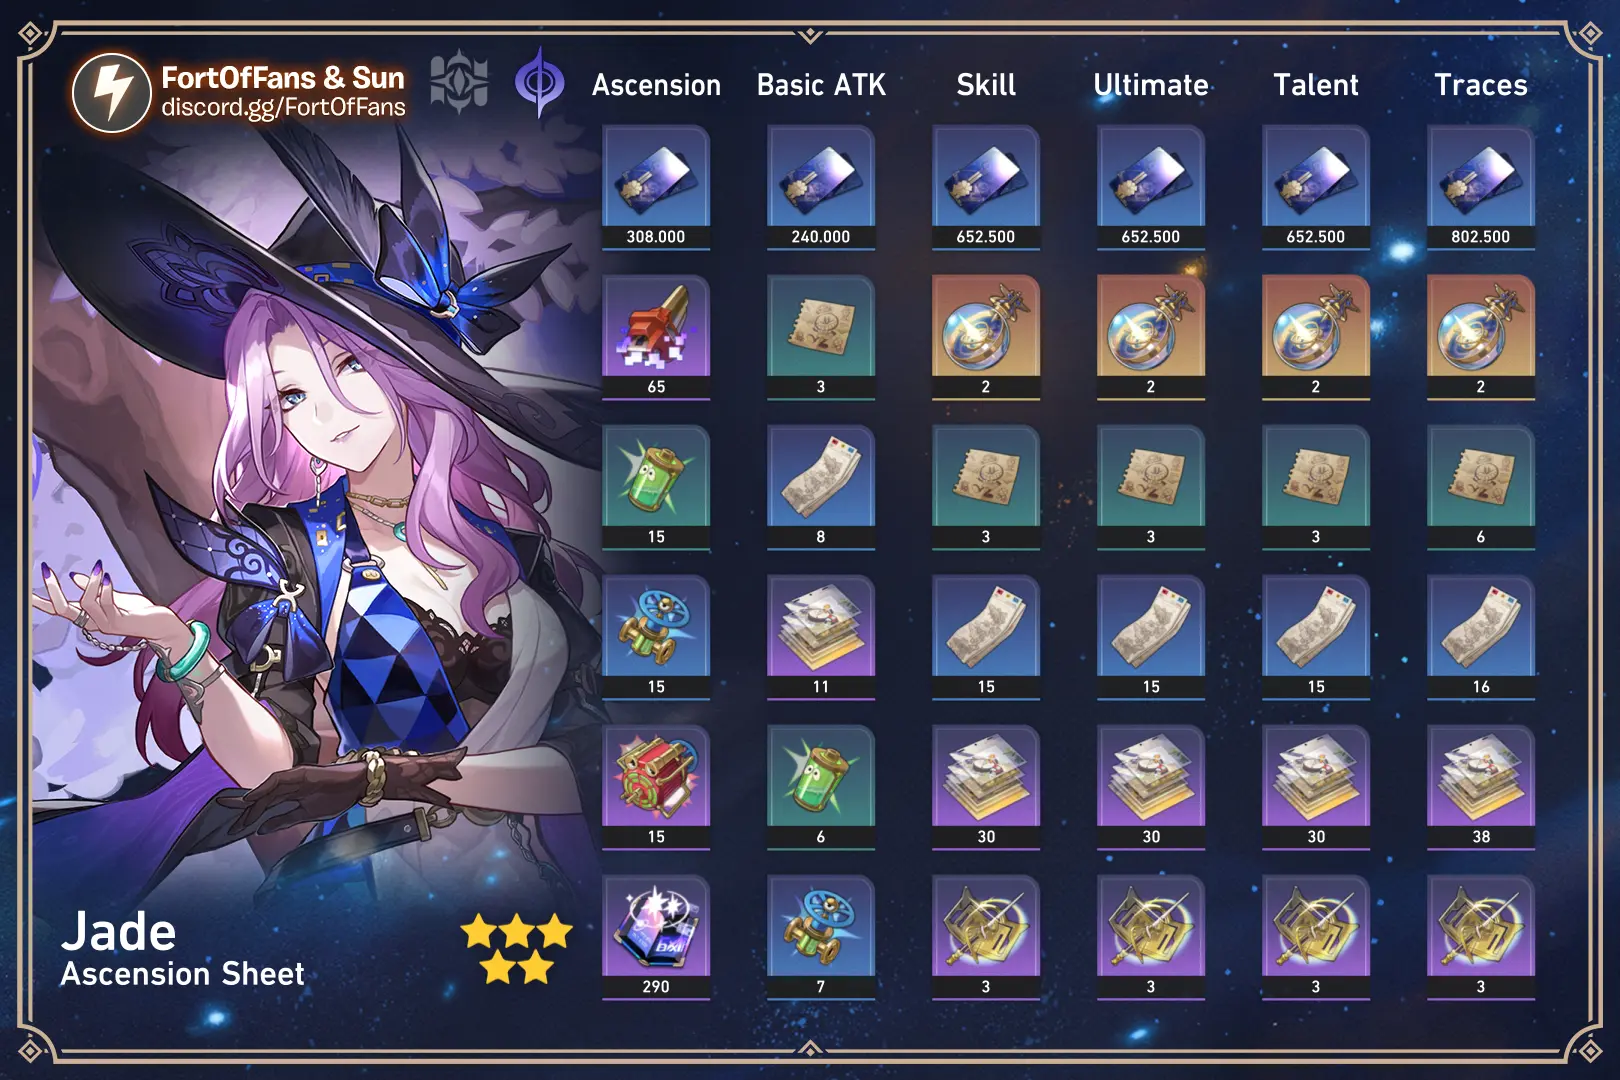 FortOfFans & Sun
discord.gg/FortOfFans
Ascension Basic ATK Skill Ultimate Talent Traces
308.000 240.000 652.500 652.500 652.500 802.500
65 3 2 2 2 2
15 8 3 3 3 6
15 11 15 15 15 16
15 6 30 30 30 38
290 7 3 3 3 3
Jade
Ascension Sheet